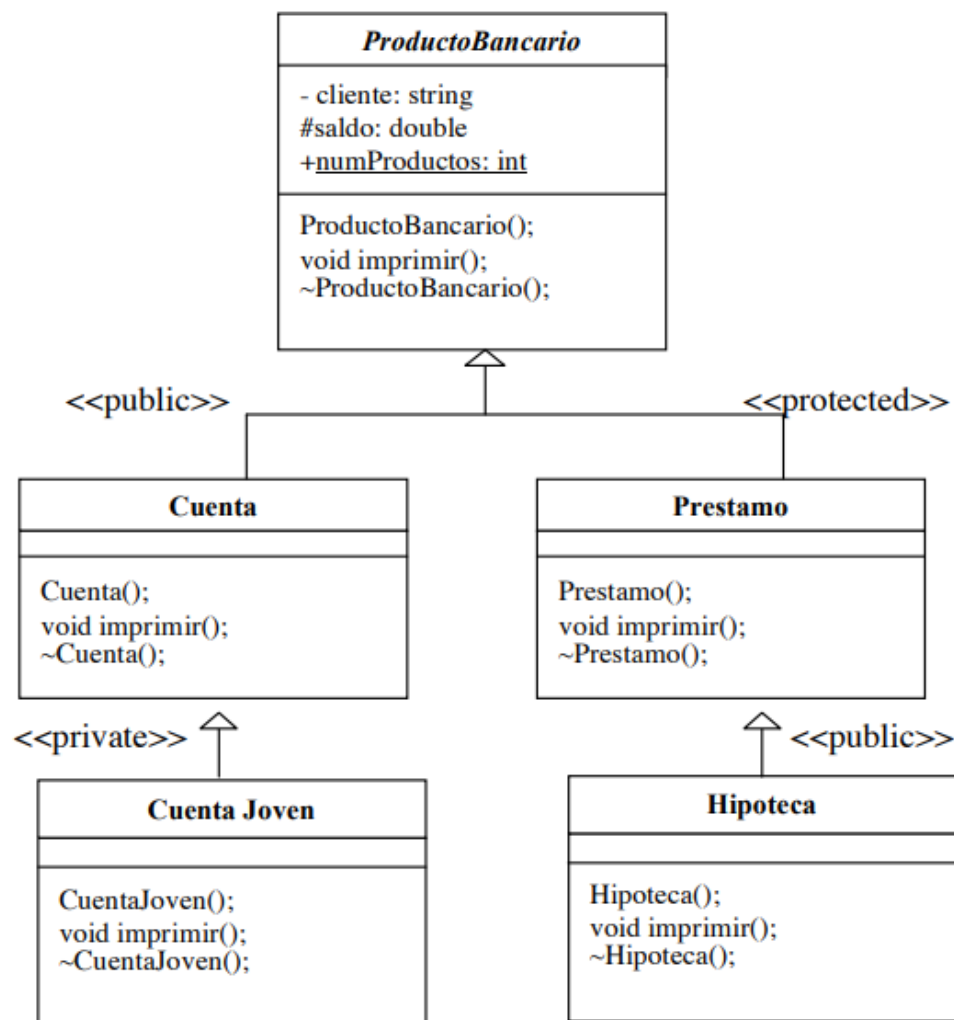 ProductoBancario
- cliente: string
#saldo: double
+numProductos: int
ProductoBancario();
void imprimir();
~ProductoBancario();
<<public>>
<<protected>>
Cuenta
Cuenta();
void imprimir();
~Cuenta();
Prestamo
Prestamo();
void imprimir();
~Prestamo();
<<private>>
<<public>>
Cuenta Joven
CuentaJoven();
void imprimir();
~CuentaJoven();
Hipoteca
Hipoteca();
void imprimir();
~Hipoteca();